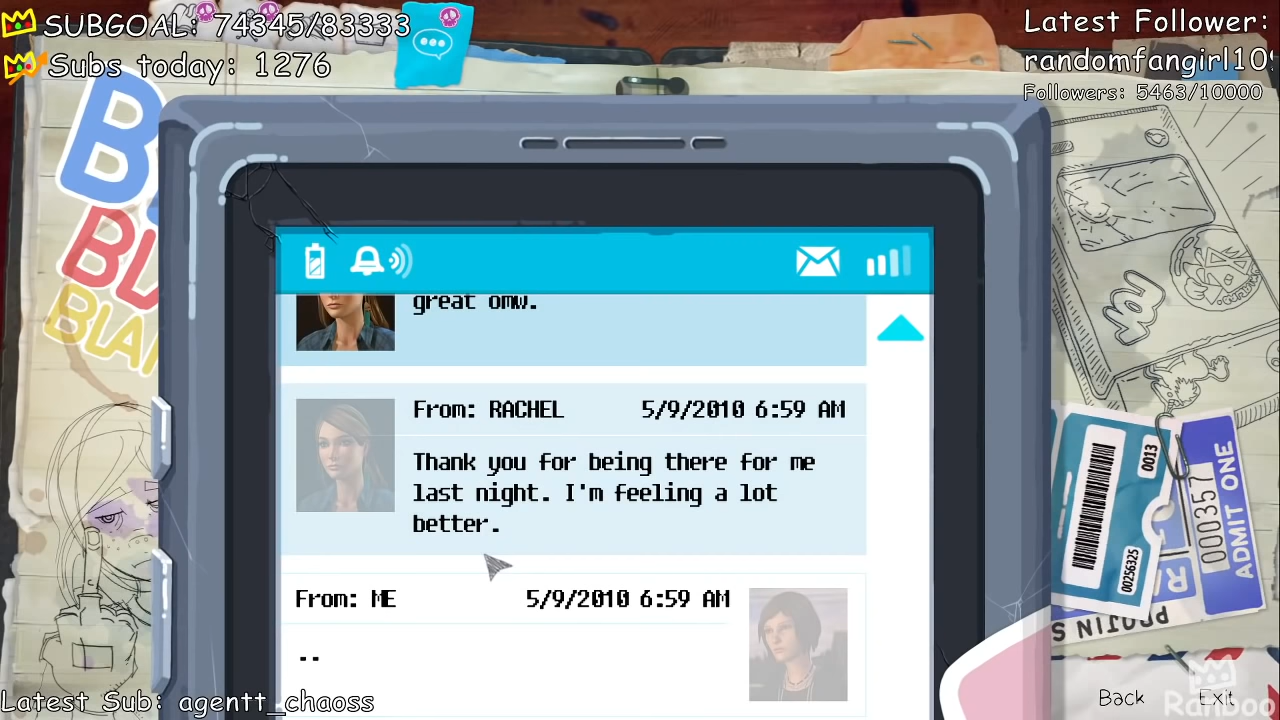 SUBGOAL: 74345/83333
Subs today: 1276
Latest Follower:
randomfangirl10
Followers: 5463/10000
great omw.
From: RACHEL 5/9/2010 6:59 AM
Thank you for being there for me
last night. I'm feeling a lot
better.
From: ME 5/9/2010 6:59 AM
..
0013
00256325
000357
ADMIT ONE
Latest Sub: agentt_chaoss
Back
Exit
Ranboo